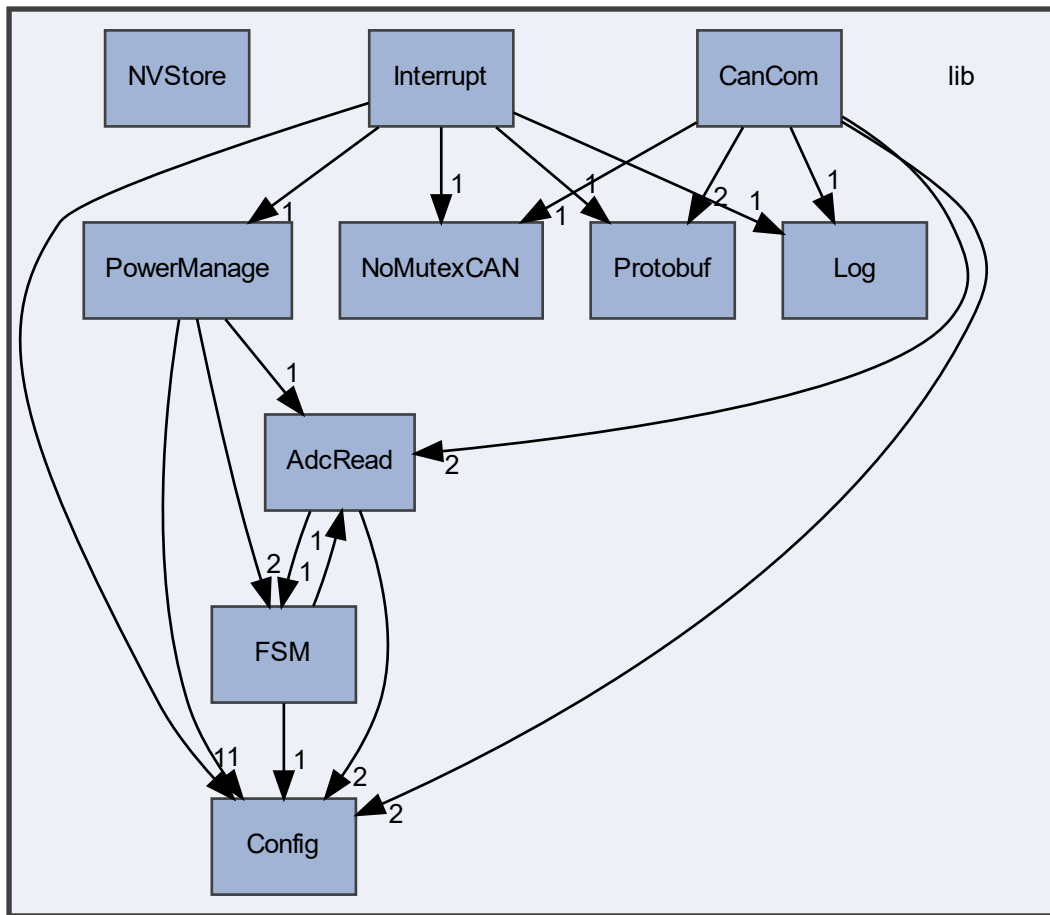 NVStore
Interrupt
CanCom
lib
1
1
1
2
1
1
1
PowerManage
NoMutexCAN
Protobuf
Log
1
AdcRead
2
1
2
1
FSM
11
1
2
2
Config